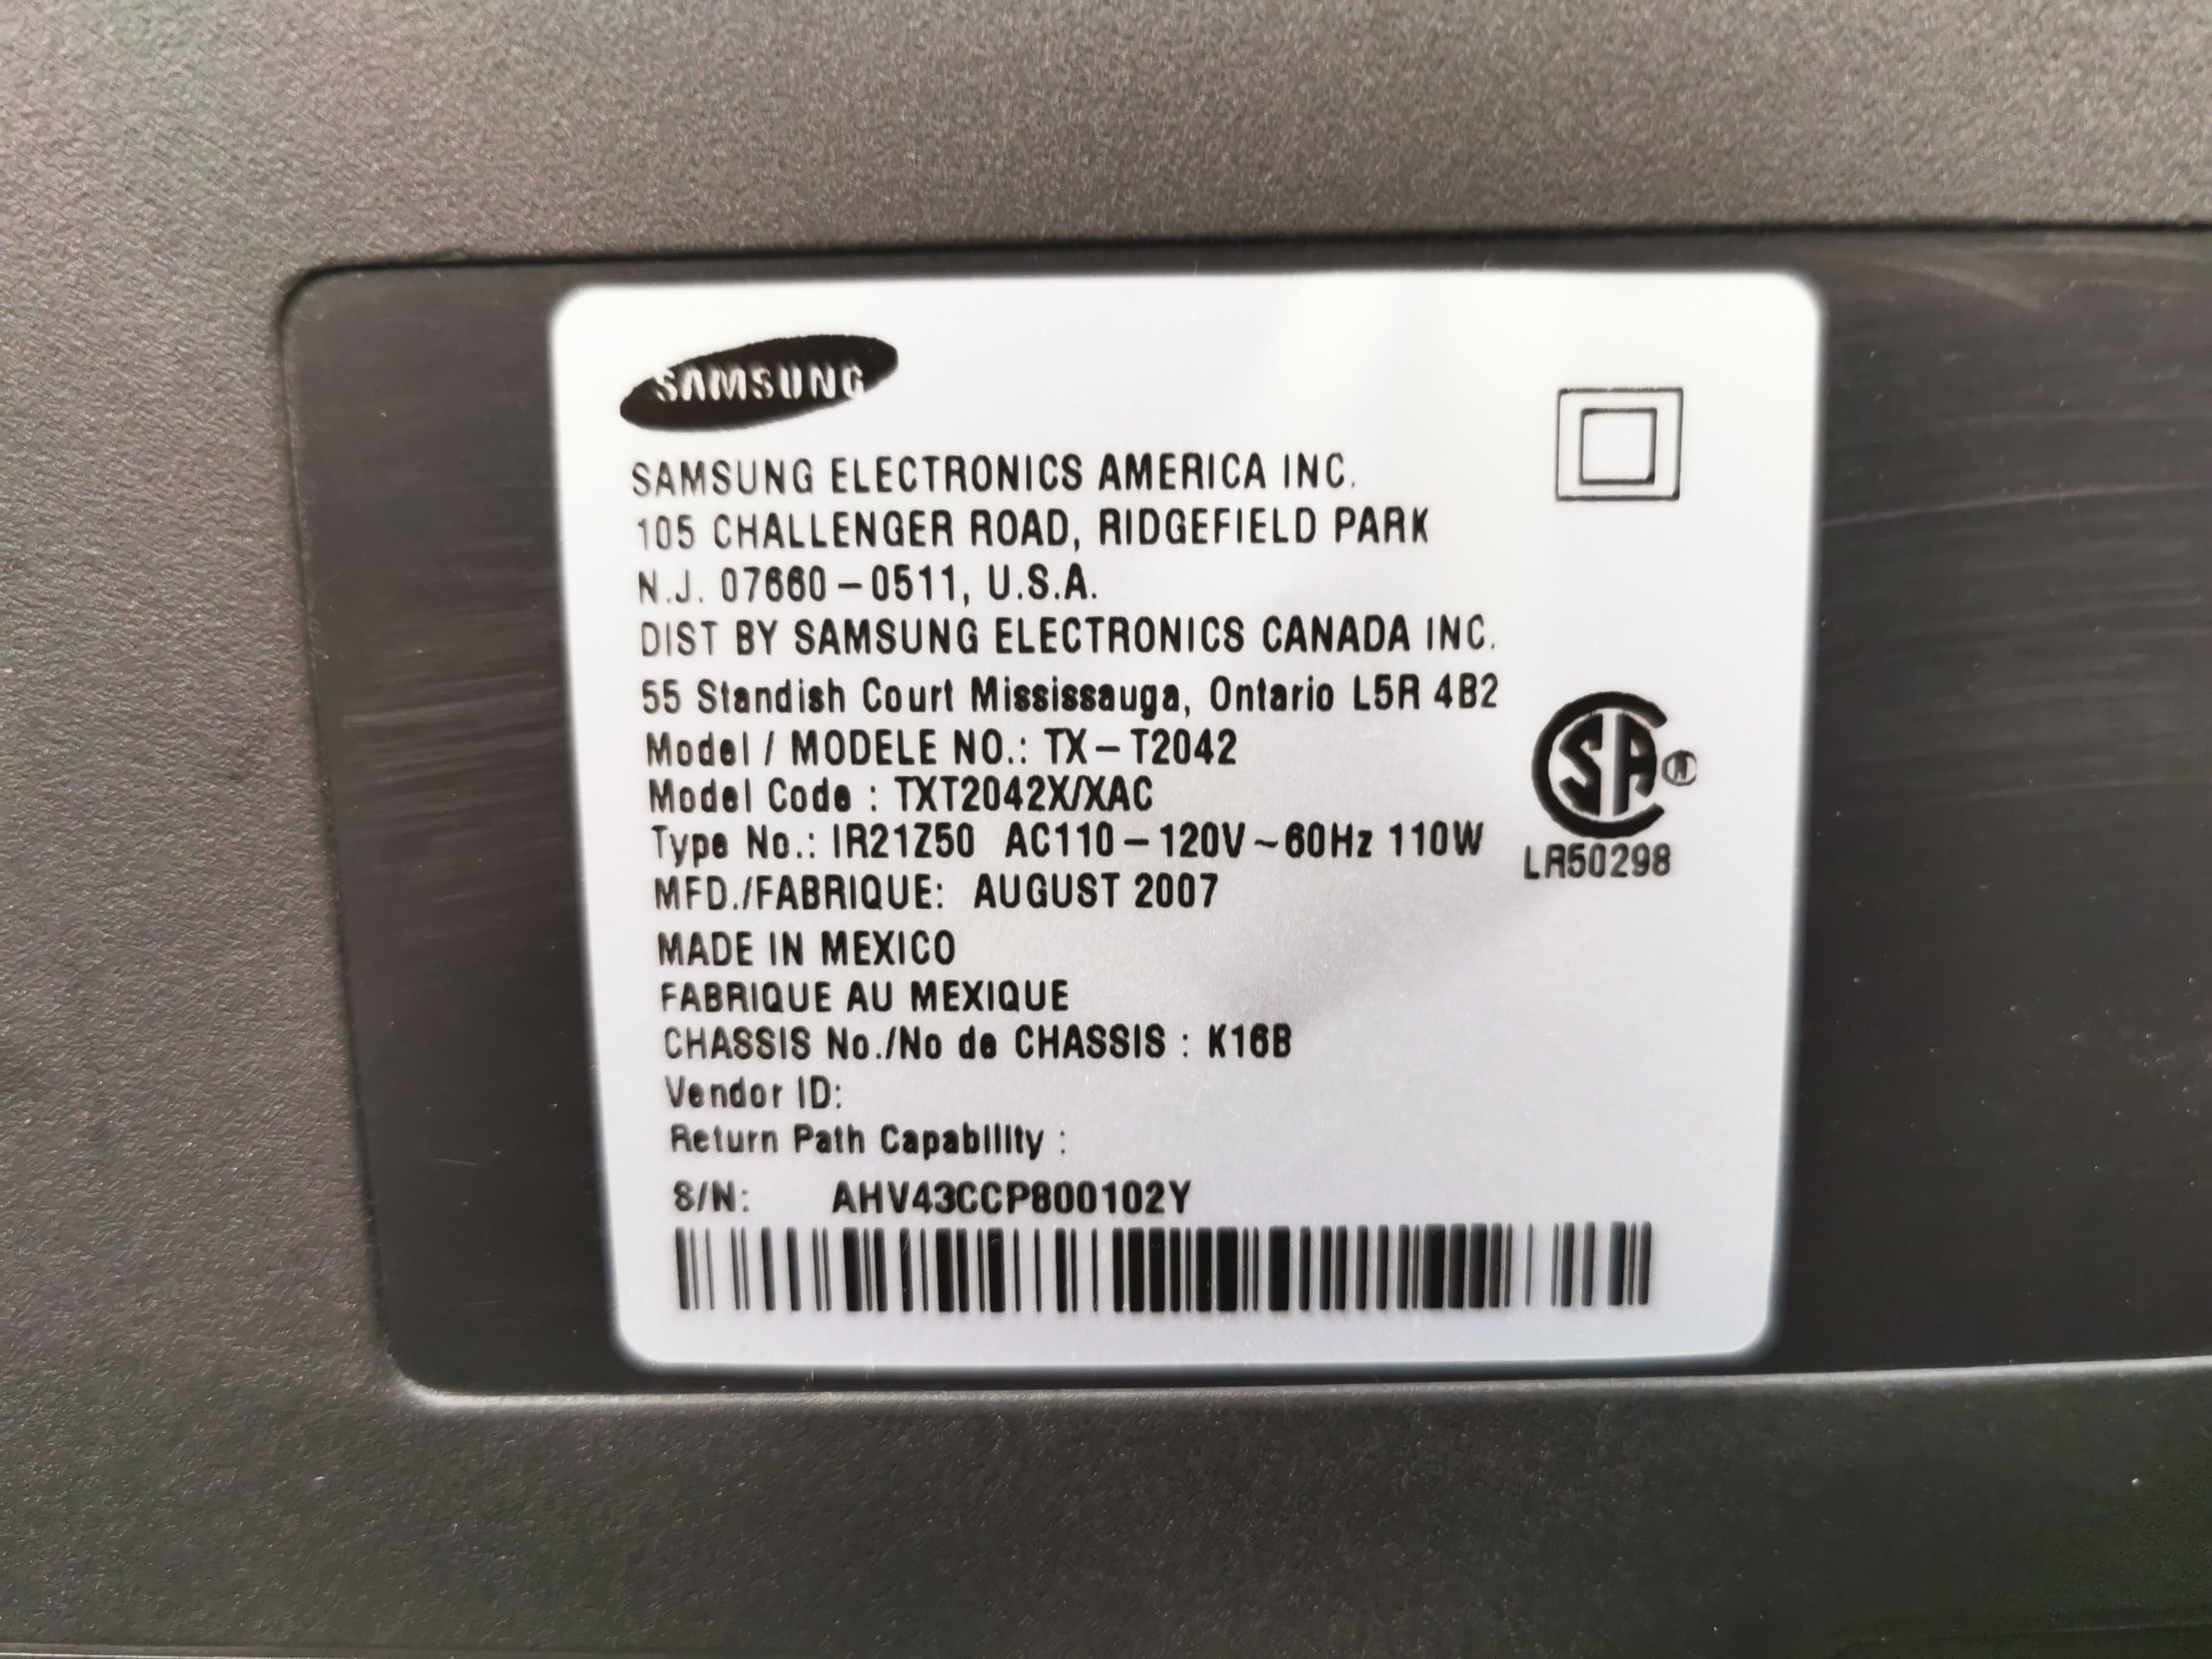 SAMSUNG
SAMSUNG ELECTRONICS AMERICA INC.
105 CHALLENGER ROAD, RIDGEFIELD PARK
N.J. 07660-0511, U.S.A.
DIST BY SAMSUNG ELECTRONICS CANADA INC.
55 Standish Court Mississauga, Ontario L5R 4B2
Model / MODELE NO.: TX-T2042
Model Code : TXT2042X/XAC
Type No.: IR21Z50 AC110-120V~60Hz 110W
MFD./FABRIQUE: AUGUST 2007
MADE IN MEXICO
FABRIQUE AU MEXIQUE
CHASSIS No./No de CHASSIS : K16B
Vendor ID:
Return Path Capability :
S/N: AHV43CCP800102Y
SA®
LR50298